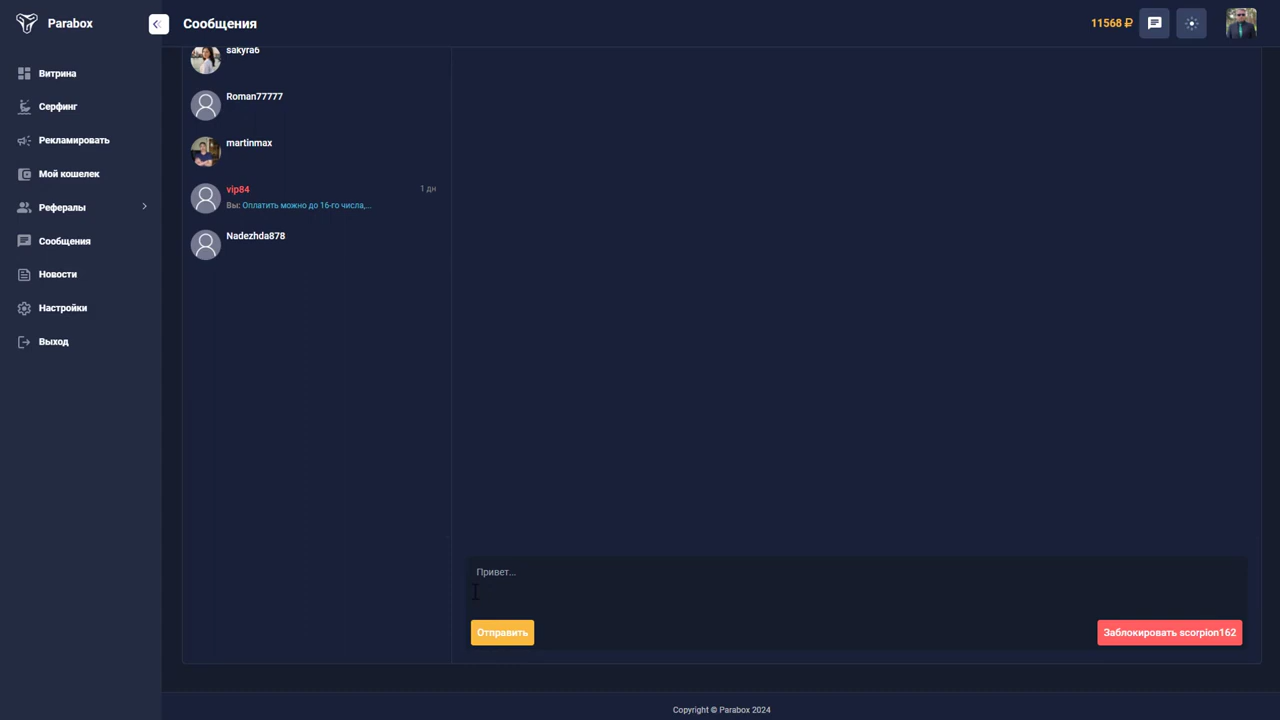 Parabox
Сообщения
11568 ₽
Витрина
Серфинг
Рекламировать
Мой кошелек
Рефералы
Сообщения
Новости
Настройки
Выход
sakyra6
Roman77777
martinmax
vip84
1 дн
Вы: Оплатить можно до 16-го числа,...
Nadezhda878
Привет...
Отправить
Заблокировать scorpion162
Copyright © Parabox 2024